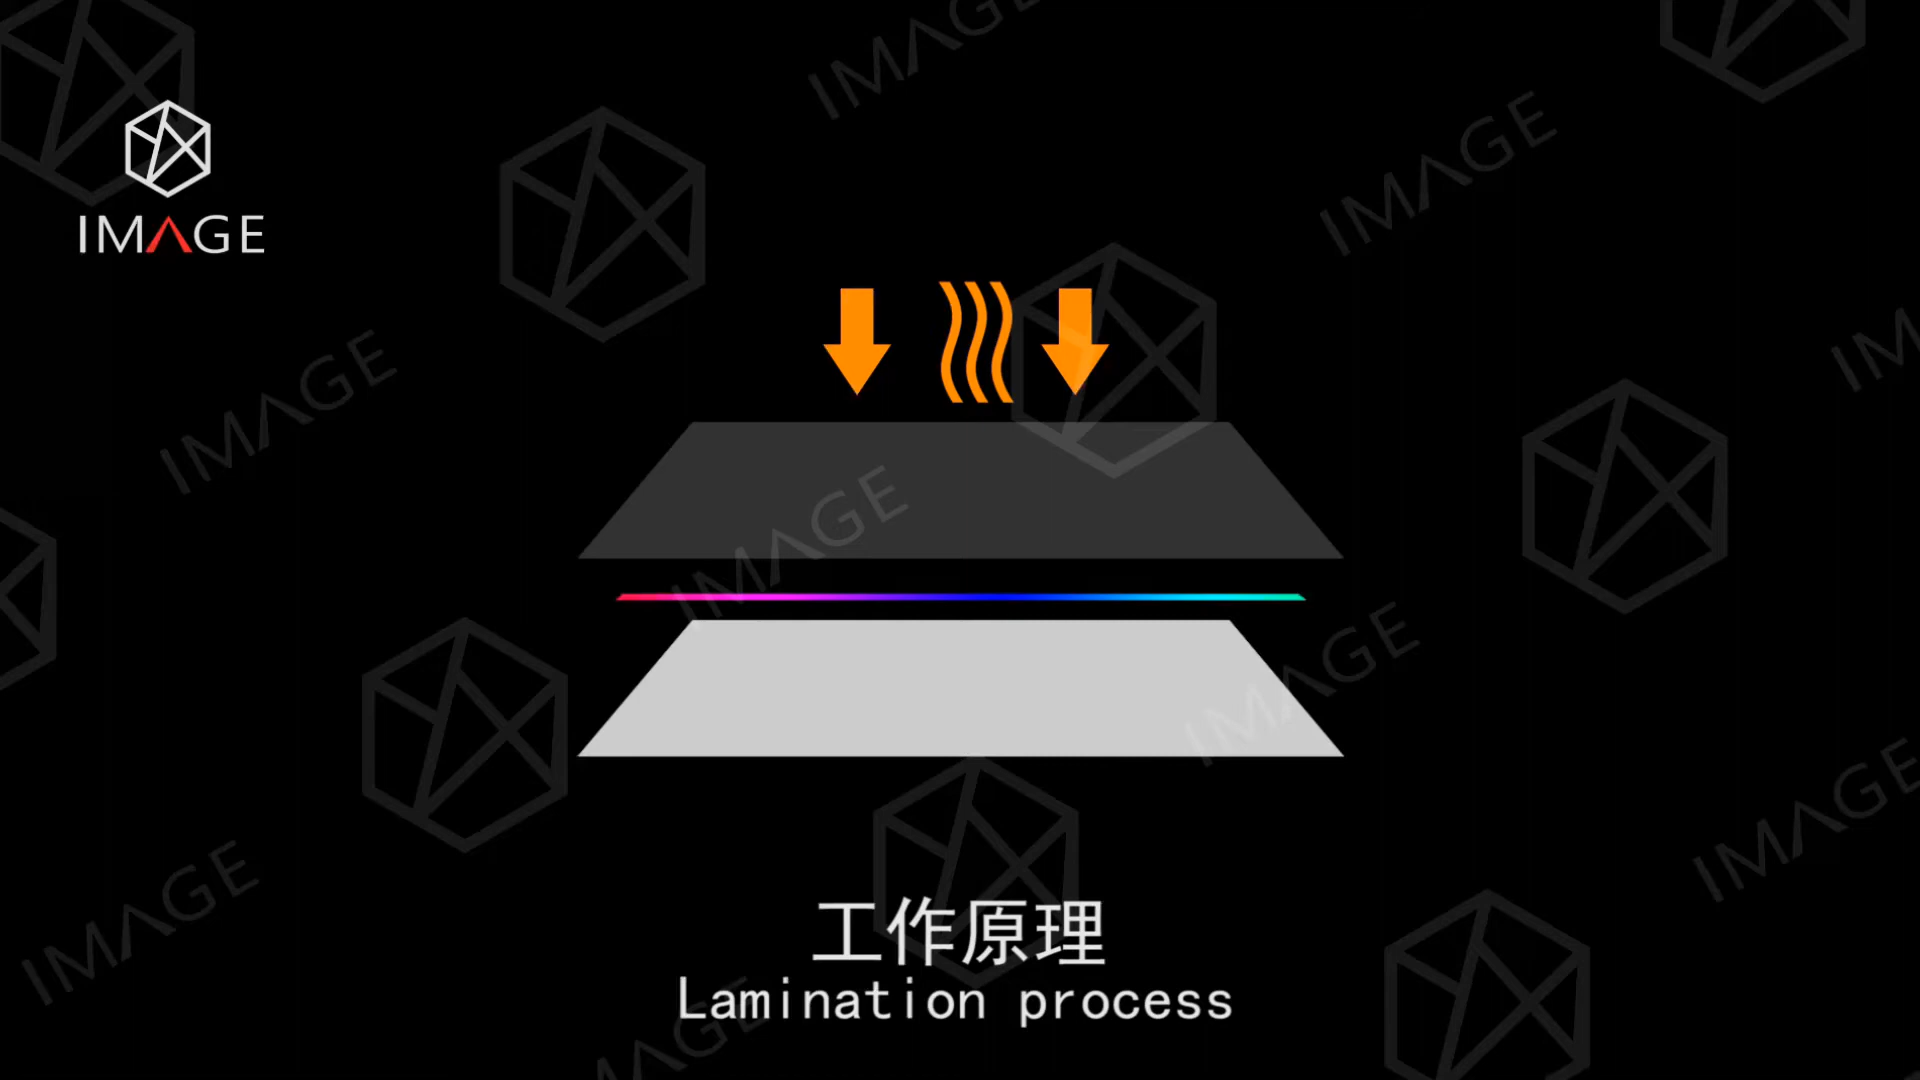 IMAGE
工作原理
Lamination process